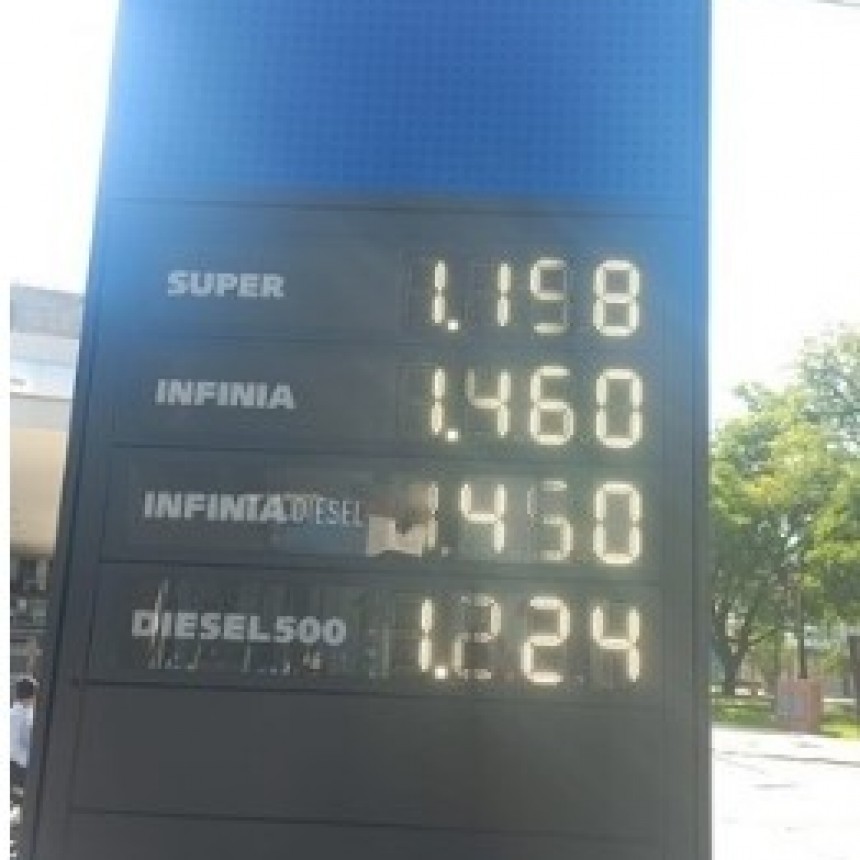 SUPER 1.198
INFINIA 1.460
INFINIA DIESEL 1.450
DIESEL500 1.224